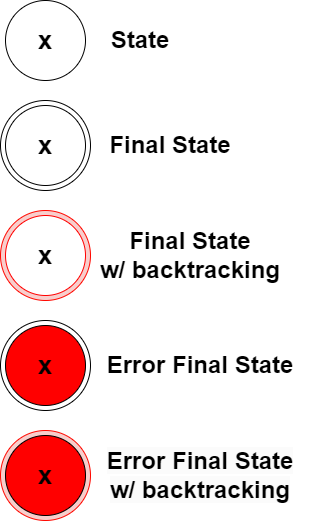 x State
x Final State
x Final State
w/ backtracking
x Error Final State
x Error Final State
w/ backtracking